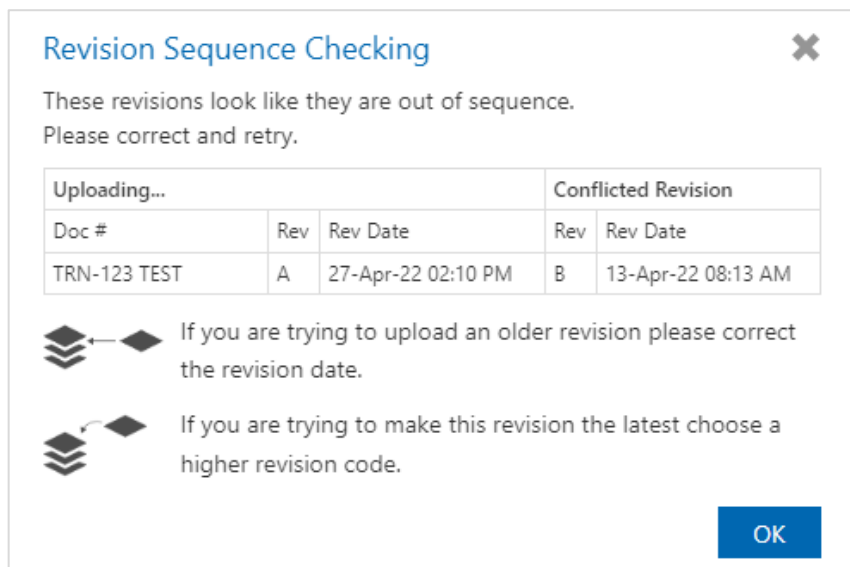 Revision Sequence Checking
These revisions look like they are out of sequence.
Please correct and retry.
Uploading... Conflicted Revision
Doc # Rev Rev Date Rev Rev Date
TRN-123 TEST A 27-Apr-22 02:10 PM B 13-Apr-22 08:13 AM
If you are trying to upload an older revision please correct
the revision date.
If you are trying to make this revision the latest choose a
higher revision code.
OK